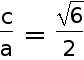 c/a = √6/2